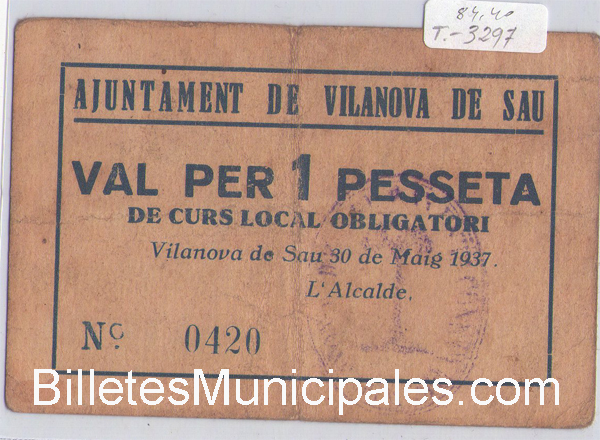 84,40
T.-3297
AJUNTAMENT DE VILANOVA DE SAU
VAL PER 1 PESSETA
DE CURS LOCAL OBLIGATORI
Vilanova de Sau 30 de Maig 1937.
L'Alcalde.
Nº 0420
BilletesMunicipales.com